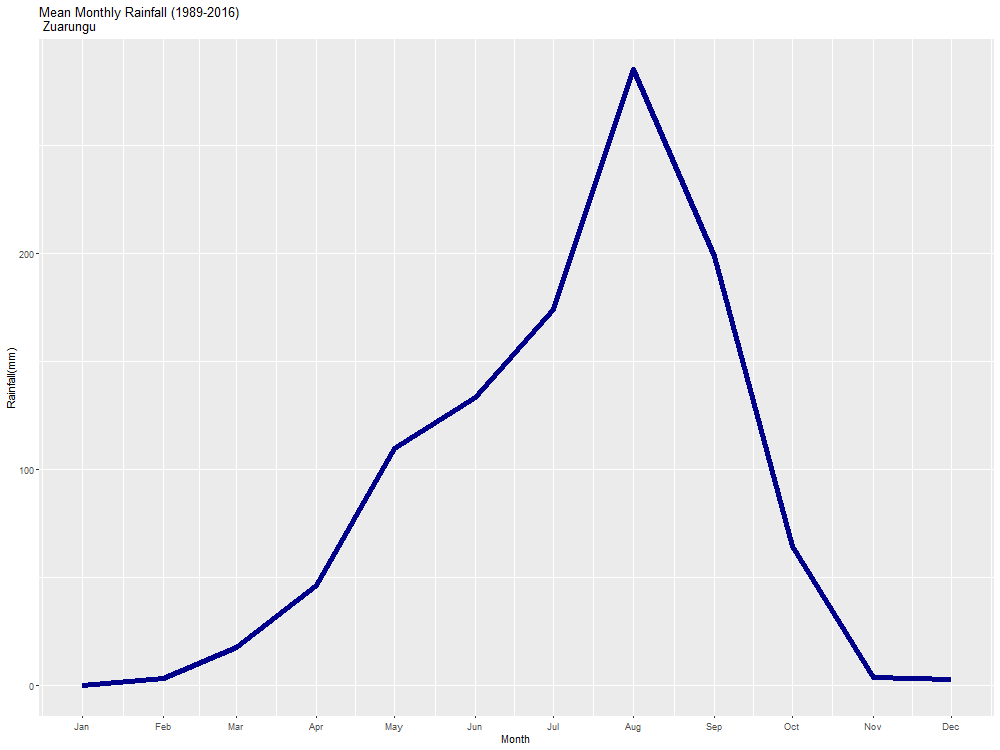 Mean Monthly Rainfall (1989-2016)
Zuarungu
Rainfall(mm)
200
100
0
Jan Feb Mar Apr May Jun Jul Aug Sep Oct Nov Dec
Month